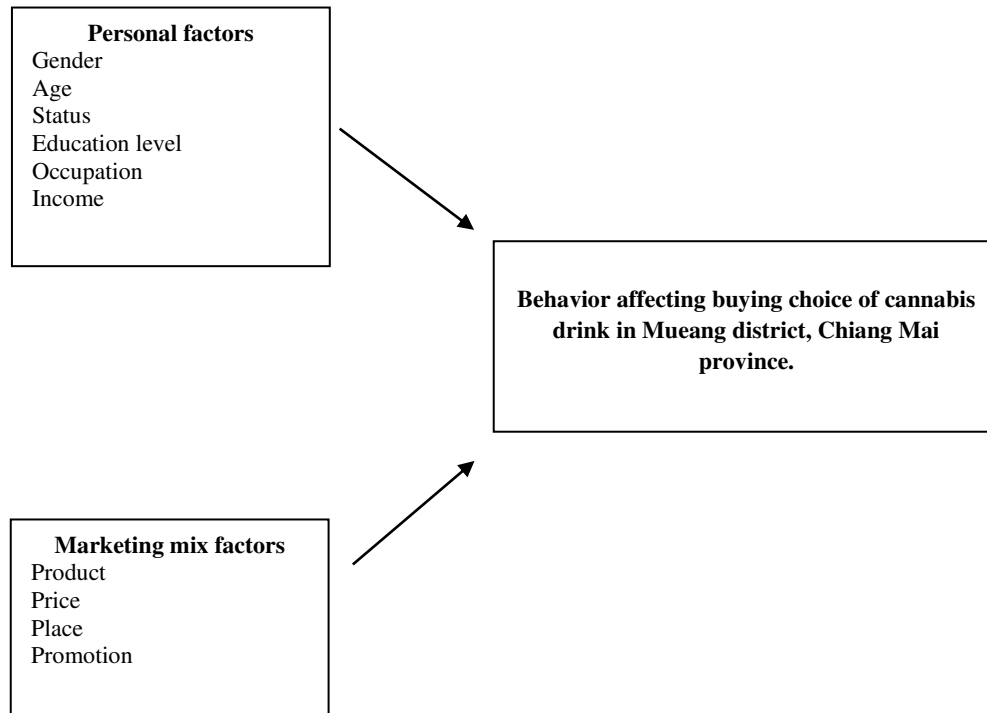 Personal factors
Gender
Age
Status
Education level
Occupation
Income
Behavior affecting buying choice of cannabis
drink in Mueang district, Chiang Mai
province.
Marketing mix factors
Product
Price
Place
Promotion